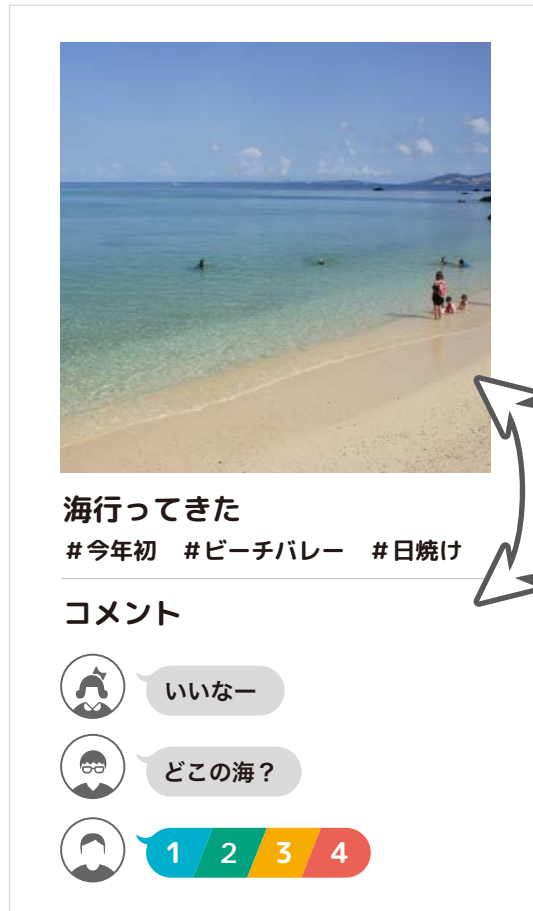 海行ってきた
#今年初 #ビーチバレー #日焼け
コメント
いいなー
どこの海？
1 2 3 4